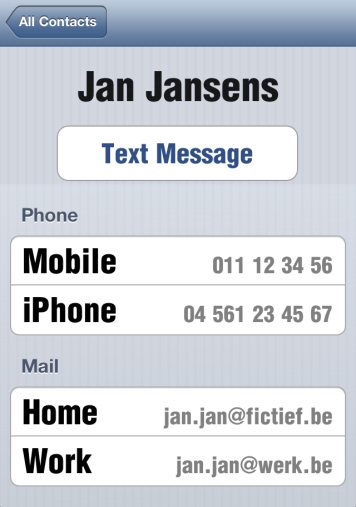 All Contacts
Jan Jansens
Text Message
Phone
Mobile 011 12 34 56
iPhone 04 561 23 45 67
Mail
Home jan.jan@fictief.be
Work jan.jan@werk.be